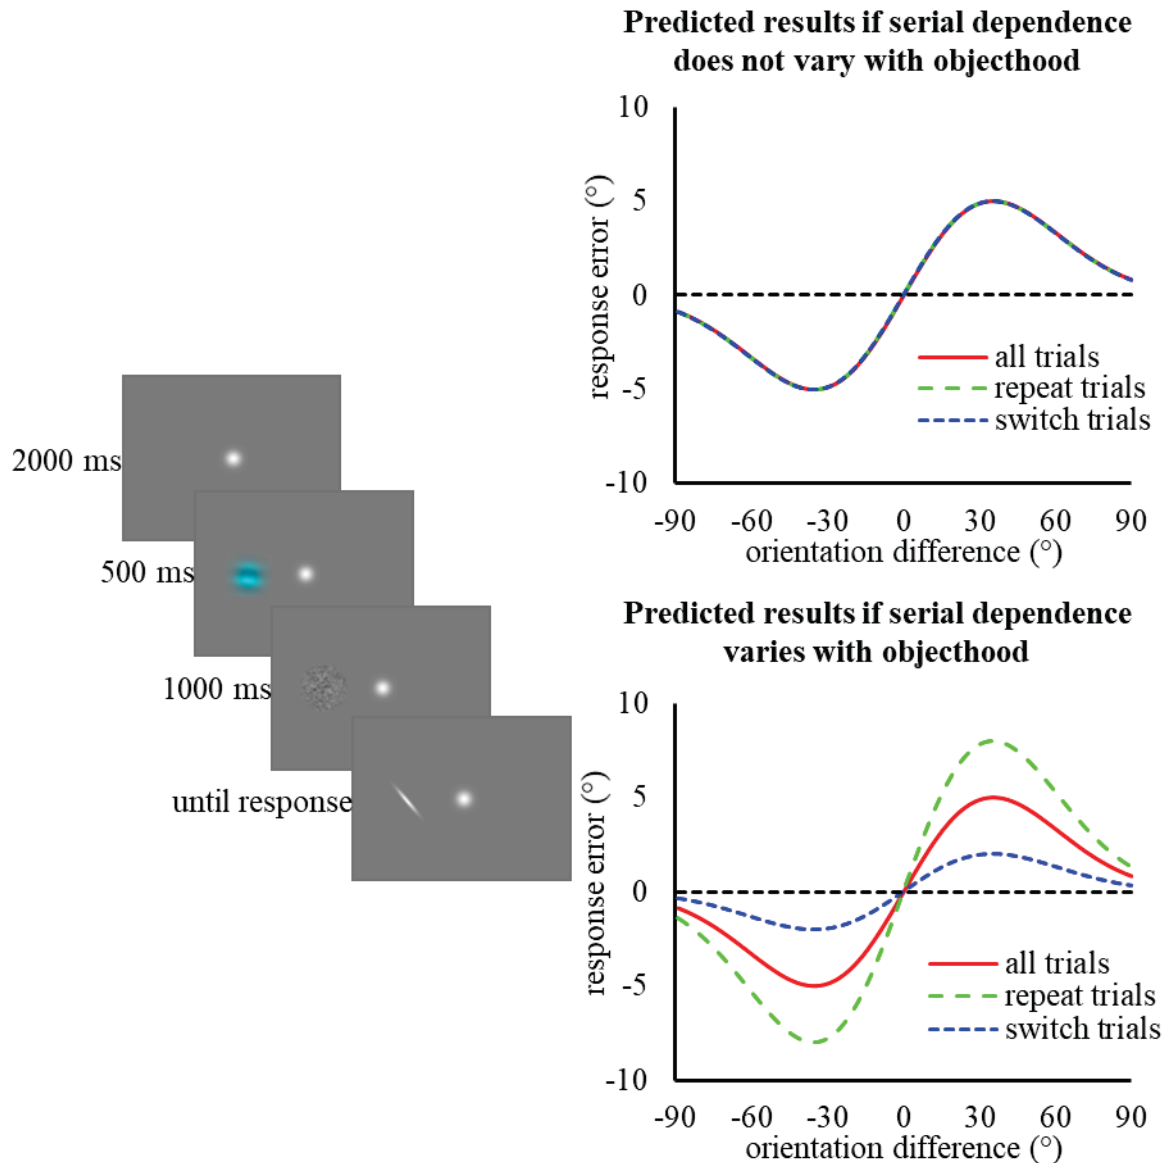 2000 ms
500 ms
1000 ms
until response
Predicted results if serial dependence
does not vary with objecthood
response error (°)
10
5
0
-5
-10
all trials
repeat trials
switch trials
-90 -60 -30 0 30 60 90
orientation difference (°)
Predicted results if serial dependence
varies with objecthood
response error (°)
10
5
0
-5
-10
all trials
repeat trials
switch trials
-90 -60 -30 0 30 60 90
orientation difference (°)